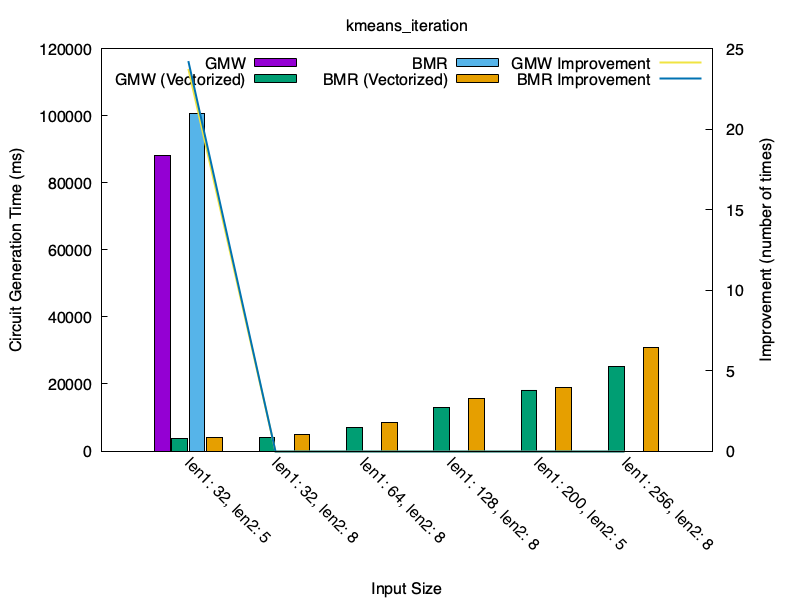 kmeans_iteration
GMW
GMW (Vectorized)
BMR
BMR (Vectorized)
GMW Improvement
BMR Improvement
Circuit Generation Time (ms)
120000
100000
80000
60000
40000
20000
0
25
20
15
10
5
0
Improvement (number of times)
len1: 32, len2: 5
len1: 32, len2: 8
len1: 64, len2: 8
len1: 128, len2: 8
len1: 200, len2: 5
len1: 256, len2: 8
Input Size